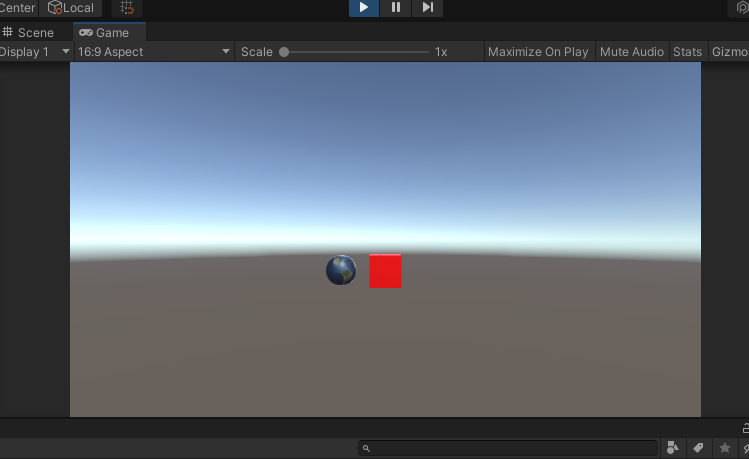 Center Local
Scene Game
Display 1 16:9 Aspect Scale 1x Maximize On Play Mute Audio Stats Gizmo